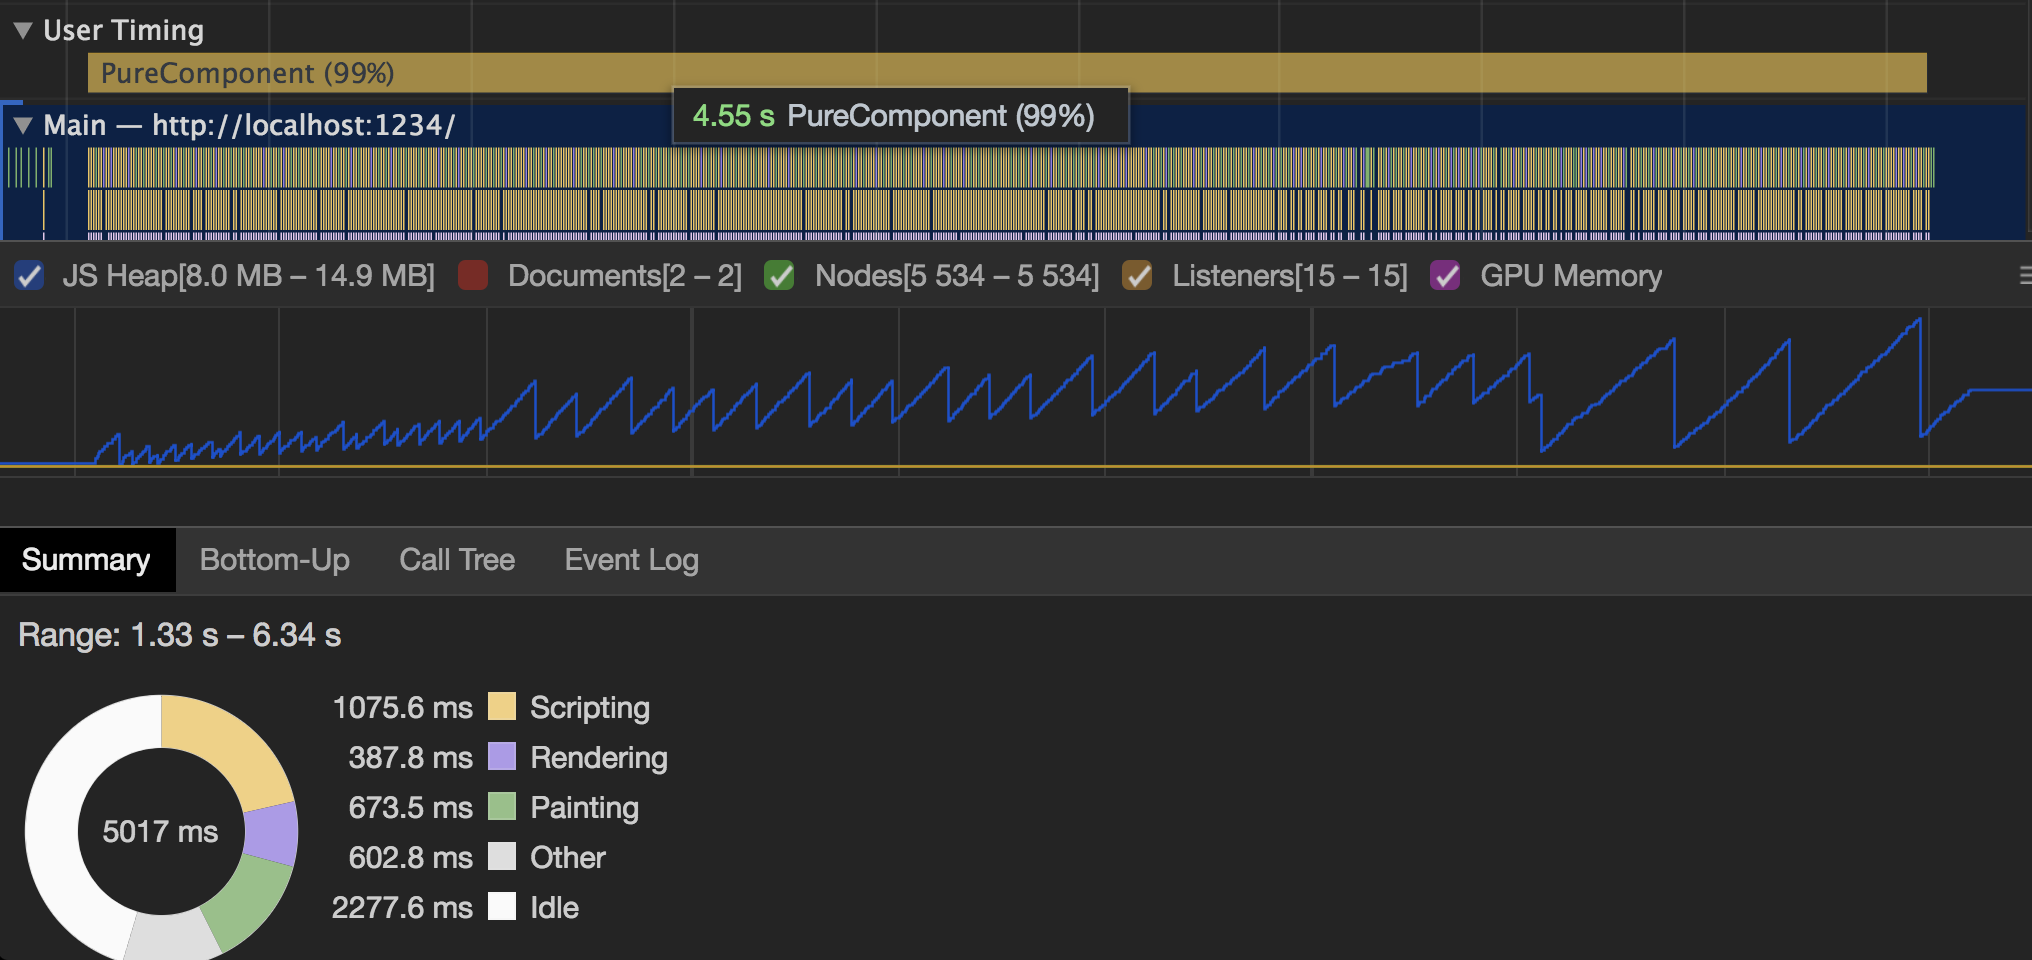 User Timing
PureComponent (99%)
4.55 s PureComponent (99%)
Main — http://localhost:1234/
JS Heap[8.0 MB – 14.9 MB] Documents[2 – 2] Nodes[5 534 – 5 534] Listeners[15 – 15] GPU Memory
Summary Bottom-Up Call Tree Event Log
Range: 1.33 s – 6.34 s
1075.6 ms Scripting
387.8 ms Rendering
673.5 ms Painting
5017 ms
602.8 ms Other
2277.6 ms Idle